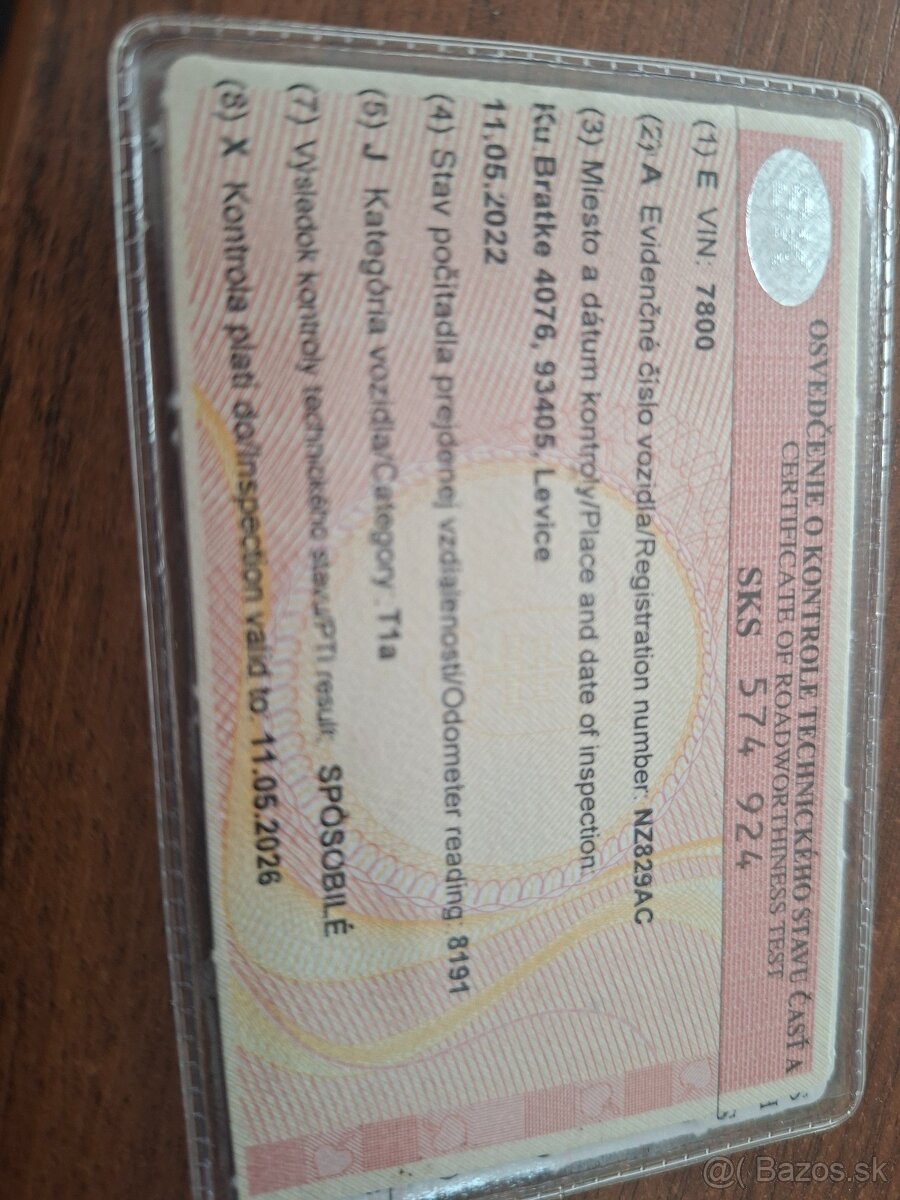 OSVEDČENIE O KONTROLE TECHNICKÉHO STAVU ČASŤ A
CERTIFICATE OF ROADWORTHINESS TEST
SKS 574 924
(1) E VIN: 7800
(2) A Evidenčné číslo vozidla/Registration number: NZ829AC
(3) Miesto a dátum kontroly/Place and date of inspection:
Ku Bratke 4076, 93405, Levice
11.05.2022
(4) Stav počítadla prejdenej vzdialenosti/Odometer reading: 8191
(5) J Kategória vozidla/Category: T1a
(7) Výsledok kontroly technického stavu/PTI result: SPÔSOBILÉ
(8) X Kontrola platí do/Inspection valid to: 11.05.2026
@( Bazos.sk